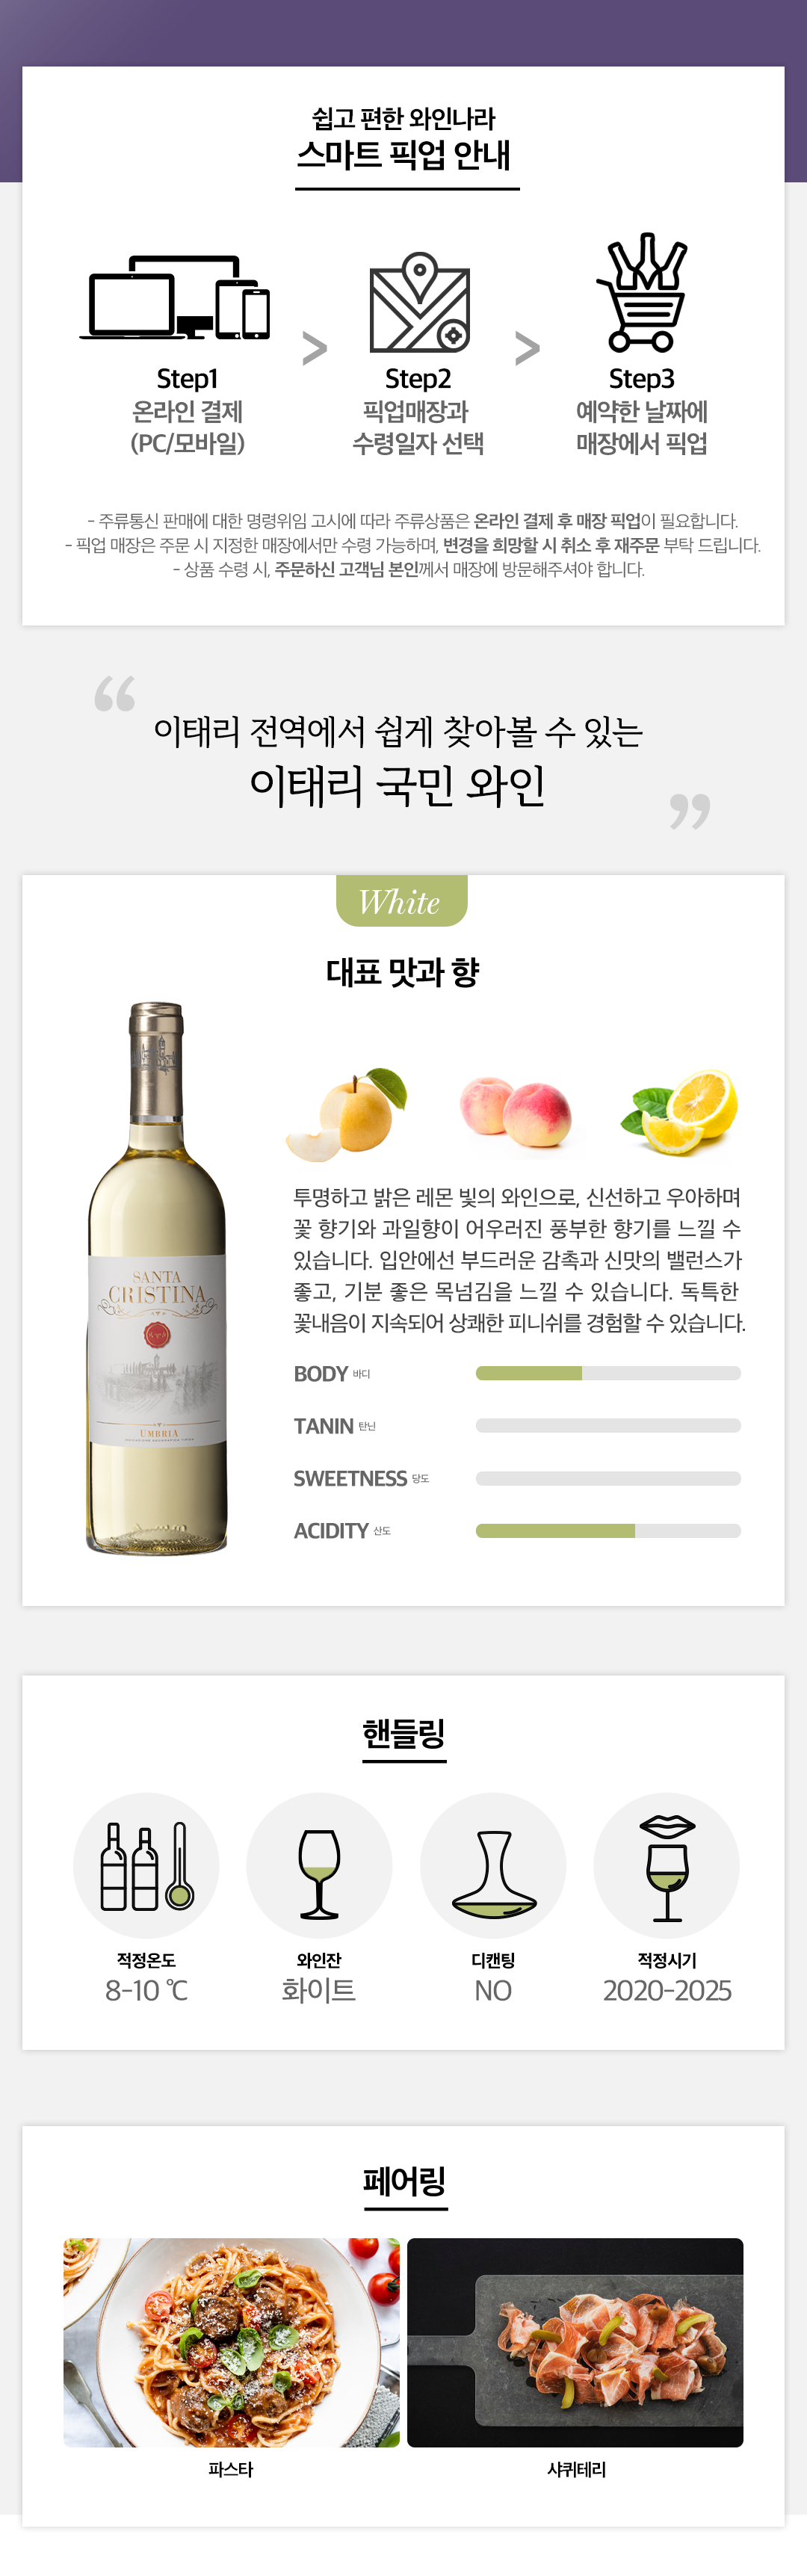 쉽고 편한 와인나라
스마트 픽업 안내
Step1
온라인 결제
(PC/모바일)
>
Step2
픽업매장과
수령일자 선택
>
Step3
예약한 날짜에
매장에서 픽업
- 주류통신 판매에 대한 명령위임 고시에 따라 주류상품은 온라인 결제 후 매장 픽업이 필요합니다.
- 픽업 매장은 주문 시 지정한 매장에서만 수령 가능하며, 변경을 희망할 시 취소 후 재주문 부탁 드립니다.
- 상품 수령 시, 주문하신 고객님 본인께서 매장에 방문해주셔야 합니다.
“
이태리 전역에서 쉽게 찾아볼 수 있는
이태리 국민 와인
”
White
대표 맛과 향
SANTA
CRISTINA
UMBRIA
투명하고 밝은 레몬 빛의 와인으로, 신선하고 우아하며
꽃 향기와 과일향이 어우러진 풍부한 향기를 느낄 수
있습니다. 입안에선 부드러운 감촉과 신맛의 밸런스가
좋고, 기분 좋은 목넘김을 느낄 수 있습니다. 독특한
꽃내음이 지속되어 상쾌한 피니쉬를 경험할 수 있습니다.
BODY 바디
TANIN 탄닌
SWEETNESS 당도
ACIDITY 산도
핸들링
적정온도
8-10 ℃
와인잔
화이트
디캔팅
NO
적정시기
2020-2025
페어링
파스타
샤퀴테리